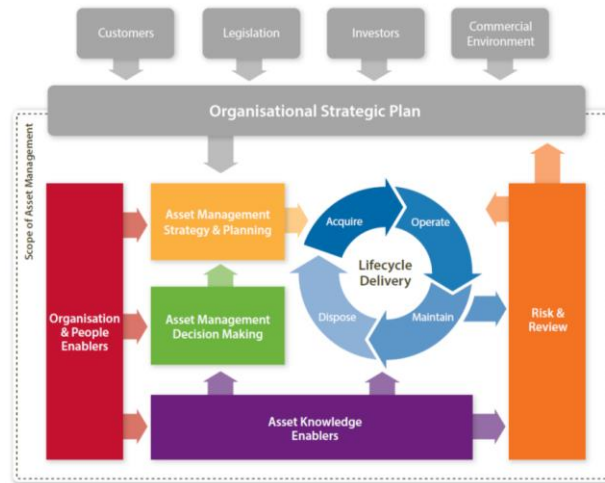 Customers
Legislation
Investors
Commercial
Environment
Organisational Strategic Plan
Scope of Asset Management
Asset Management
Strategy & Planning
Acquire
Operate
Lifecycle
Delivery
Organisation
& People
Enablers
Asset Management
Decision Making
Dispose
Maintain
Risk &
Review
Asset Knowledge
Enablers